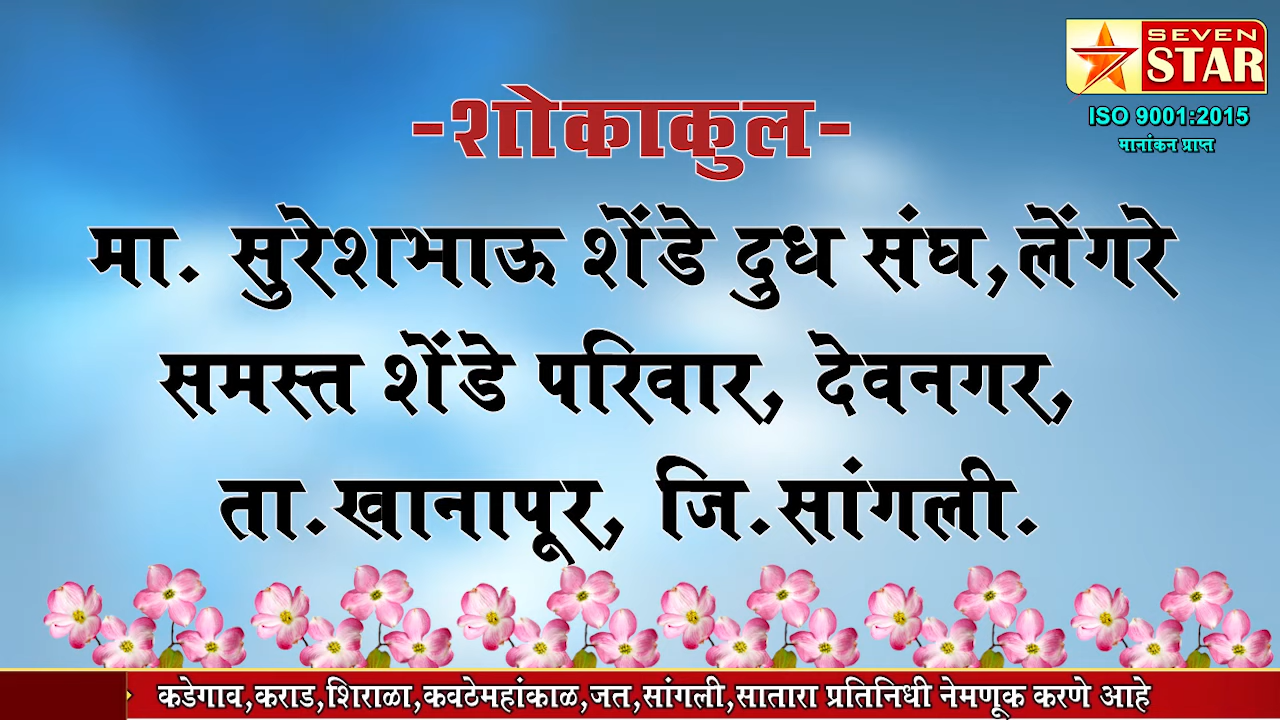 SEVEN
STAR
ISO 9001:2015
मानांकन प्राप्त
-शोकाकुल-
मा. सुरेशभाऊ शेंडे दुध संघ,लेंगरे
समस्त शेंडे परिवार, देवनगर,
ता.खानापूर, जि.सांगली.
कडेगाव,कराड,शिराळा,कवठेमहांकाळ,जत,सांगली,सातारा प्रतिनिधी नेमणूक करणे आहे